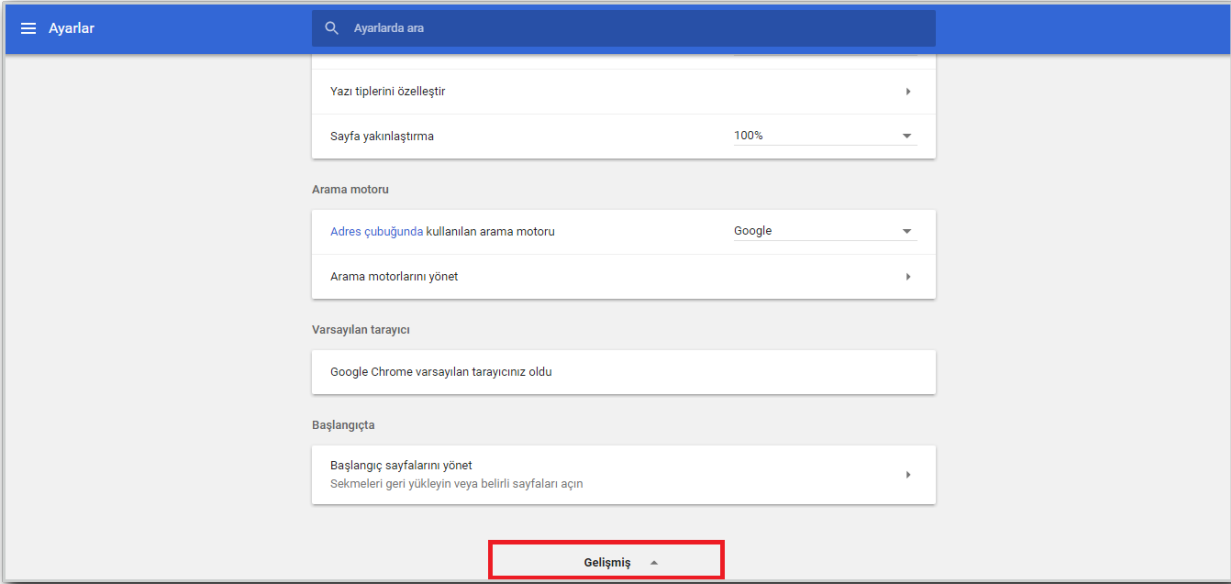 Ayarlar
Ayarlarda ara
Yazı tiplerini özelleştir
Sayfa yakınlaştırma
100%
Arama motoru
Adres çubuğunda kullanılan arama motoru
Google
Arama motorlarını yönet
Varsayılan tarayıcı
Google Chrome varsayılan tarayıcınız oldu
Başlangıçta
Başlangıç sayfalarını yönet
Sekmeleri geri yükleyin veya belirli sayfaları açın
Gelişmiş